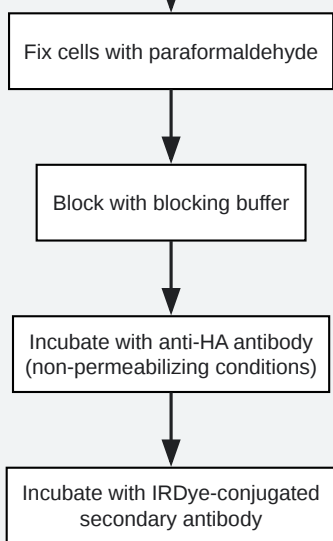 Fix cells with paraformaldehyde
Block with blocking buffer
Incubate with anti-HA antibody
(non-permeabilizing conditions)
Incubate with IRDye-conjugated
secondary antibody